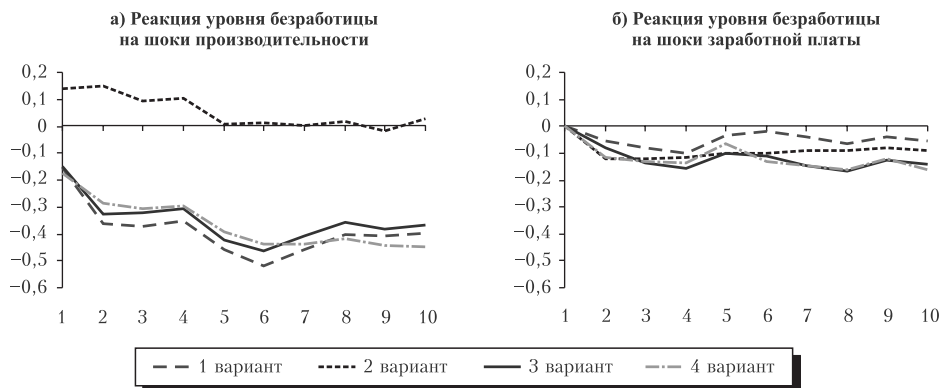 а) Реакция уровня безработицы
на шоки производительности
0,2
0,1
0
−0,1
−0,2
−0,3
−0,4
−0,5
−0,6
1 2 3 4 5 6 7 8 9 10
б) Реакция уровня безработицы
на шоки заработной платы
0,2
0,1
0
−0,1
−0,2
−0,3
−0,4
−0,5
−0,6
1 2 3 4 5 6 7 8 9 10
1 вариант 2 вариант 3 вариант 4 вариант